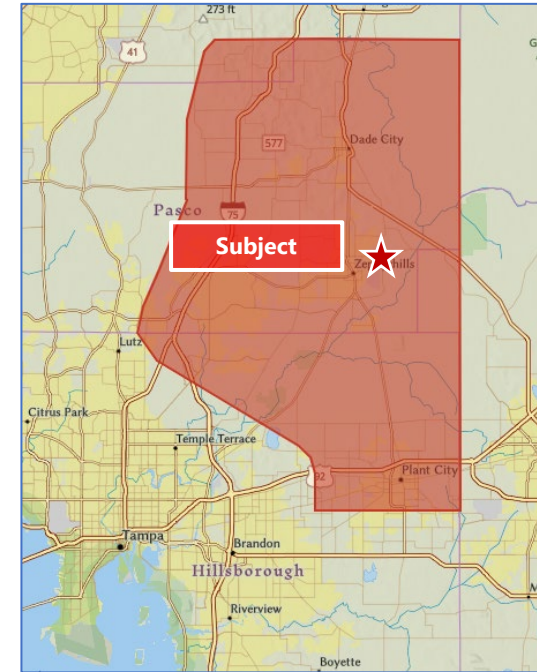 273 ft
41
G
577
Dade City
Pasco
75
Subject
Lutz
Citrus Park
Temple Terrace
92
Plant City
Tampa
Brandon
Hillsborough
M
Riverview
Boyette